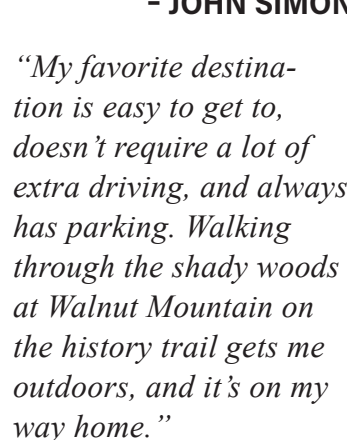 – JOHN SIMON
“My favorite destina-
tion is easy to get to,
doesn’t require a lot of
extra driving, and always
has parking. Walking
through the shady woods
at Walnut Mountain on
the history trail gets me
outdoors, and it’s on my
way home.”